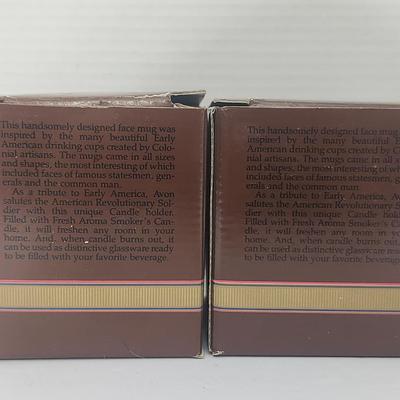 This handsomely designed face mug was
inspired by the many beautiful Early
American drinking cups created by Colo-
nial artisans. The mugs came in all sizes
and shapes, the most interesting of which
included faces of famous statesmen, gen-
erals and the common man.
As a tribute to Early America, Avon
salutes the American Revolutionary Sol-
dier with this unique Candle holder.
Filled with Fresh Aroma Smoker's Can-
dle, it will freshen any room in your
home. And, when candle burns out, it
can be used as distinctive glassware ready
to be filled with your favorite beverage.
This handsomely designed face mu
inspired by the many beautiful
American drinking cups created by C
nial artisans. The mugs came in all
and shapes, the most interesting of w
included faces of famous statesmen,
erals and the common man.
As a tribute to Early America,
salutes the American Revolutionary
dier with this unique Candle ho
Filled with Fresh Aroma Smoker's
dle, it will freshen any room in
home. And, when candle burns ou
can be used as distinctive glassware
to be filled with your favorite bevera